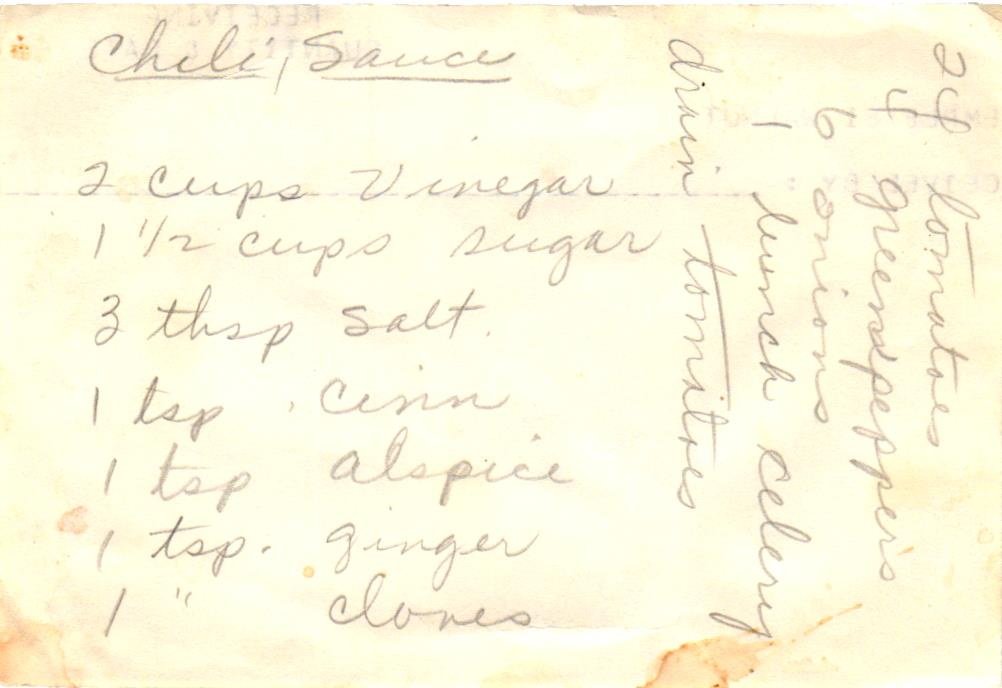 Chili Sauce
2 cups Vinegar
1 1/2 cups sugar
3 tbsp salt.
1 tsp . cinn
1 tsp alspice
1 tsp. ginger
1 " cloves
24 tomatoes
4 greenpeppers
6 onions
1 bunch celery
drain tomatoes
RECEIVING